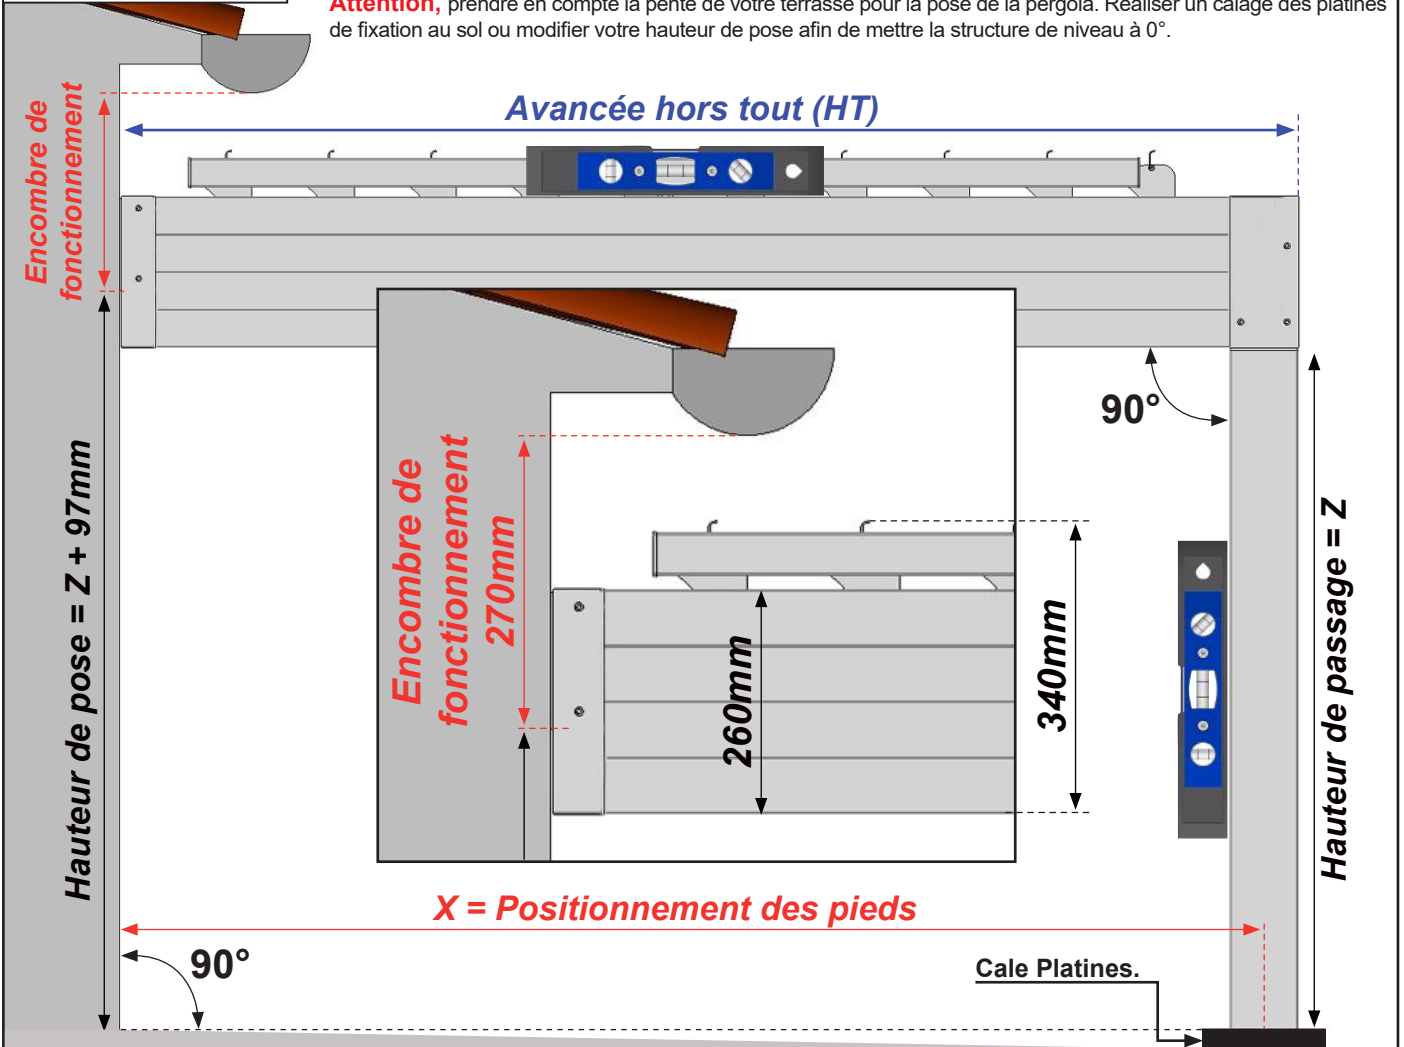 Attention, prendre en compte la pente de votre terrasse pour la pose de la pergola. Réaliser un calage des platines
de fixation au sol ou modifier votre hauteur de pose afin de mettre la structure de niveau à 0°.
Avancée hors tout (HT)
Encombre de
fonctionnement
90°
Hauteur de pose = Z + 97mm
Encombre de
fonctionnement
270mm
260mm
340mm
Hauteur de passage = Z
X = Positionnement des pieds
90°
Cale Platines.